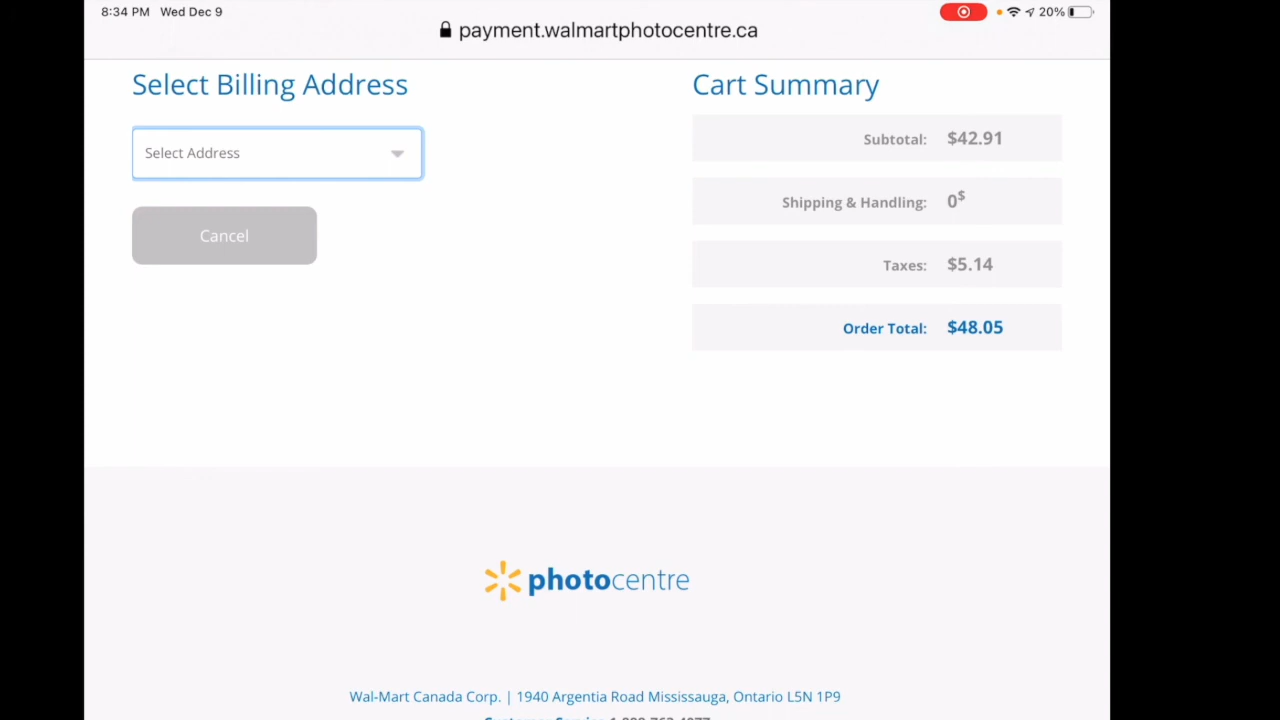 8:34 PM Wed Dec 9
20%
payment.walmartphotocentre.ca
Select Billing Address
Select Address
Cancel
Cart Summary
Subtotal: $42.91
Shipping & Handling: 0$
Taxes: $5.14
Order Total: $48.05
photocentre
Wal-Mart Canada Corp. | 1940 Argentia Road Mississauga, Ontario L5N 1P9
Customer Service